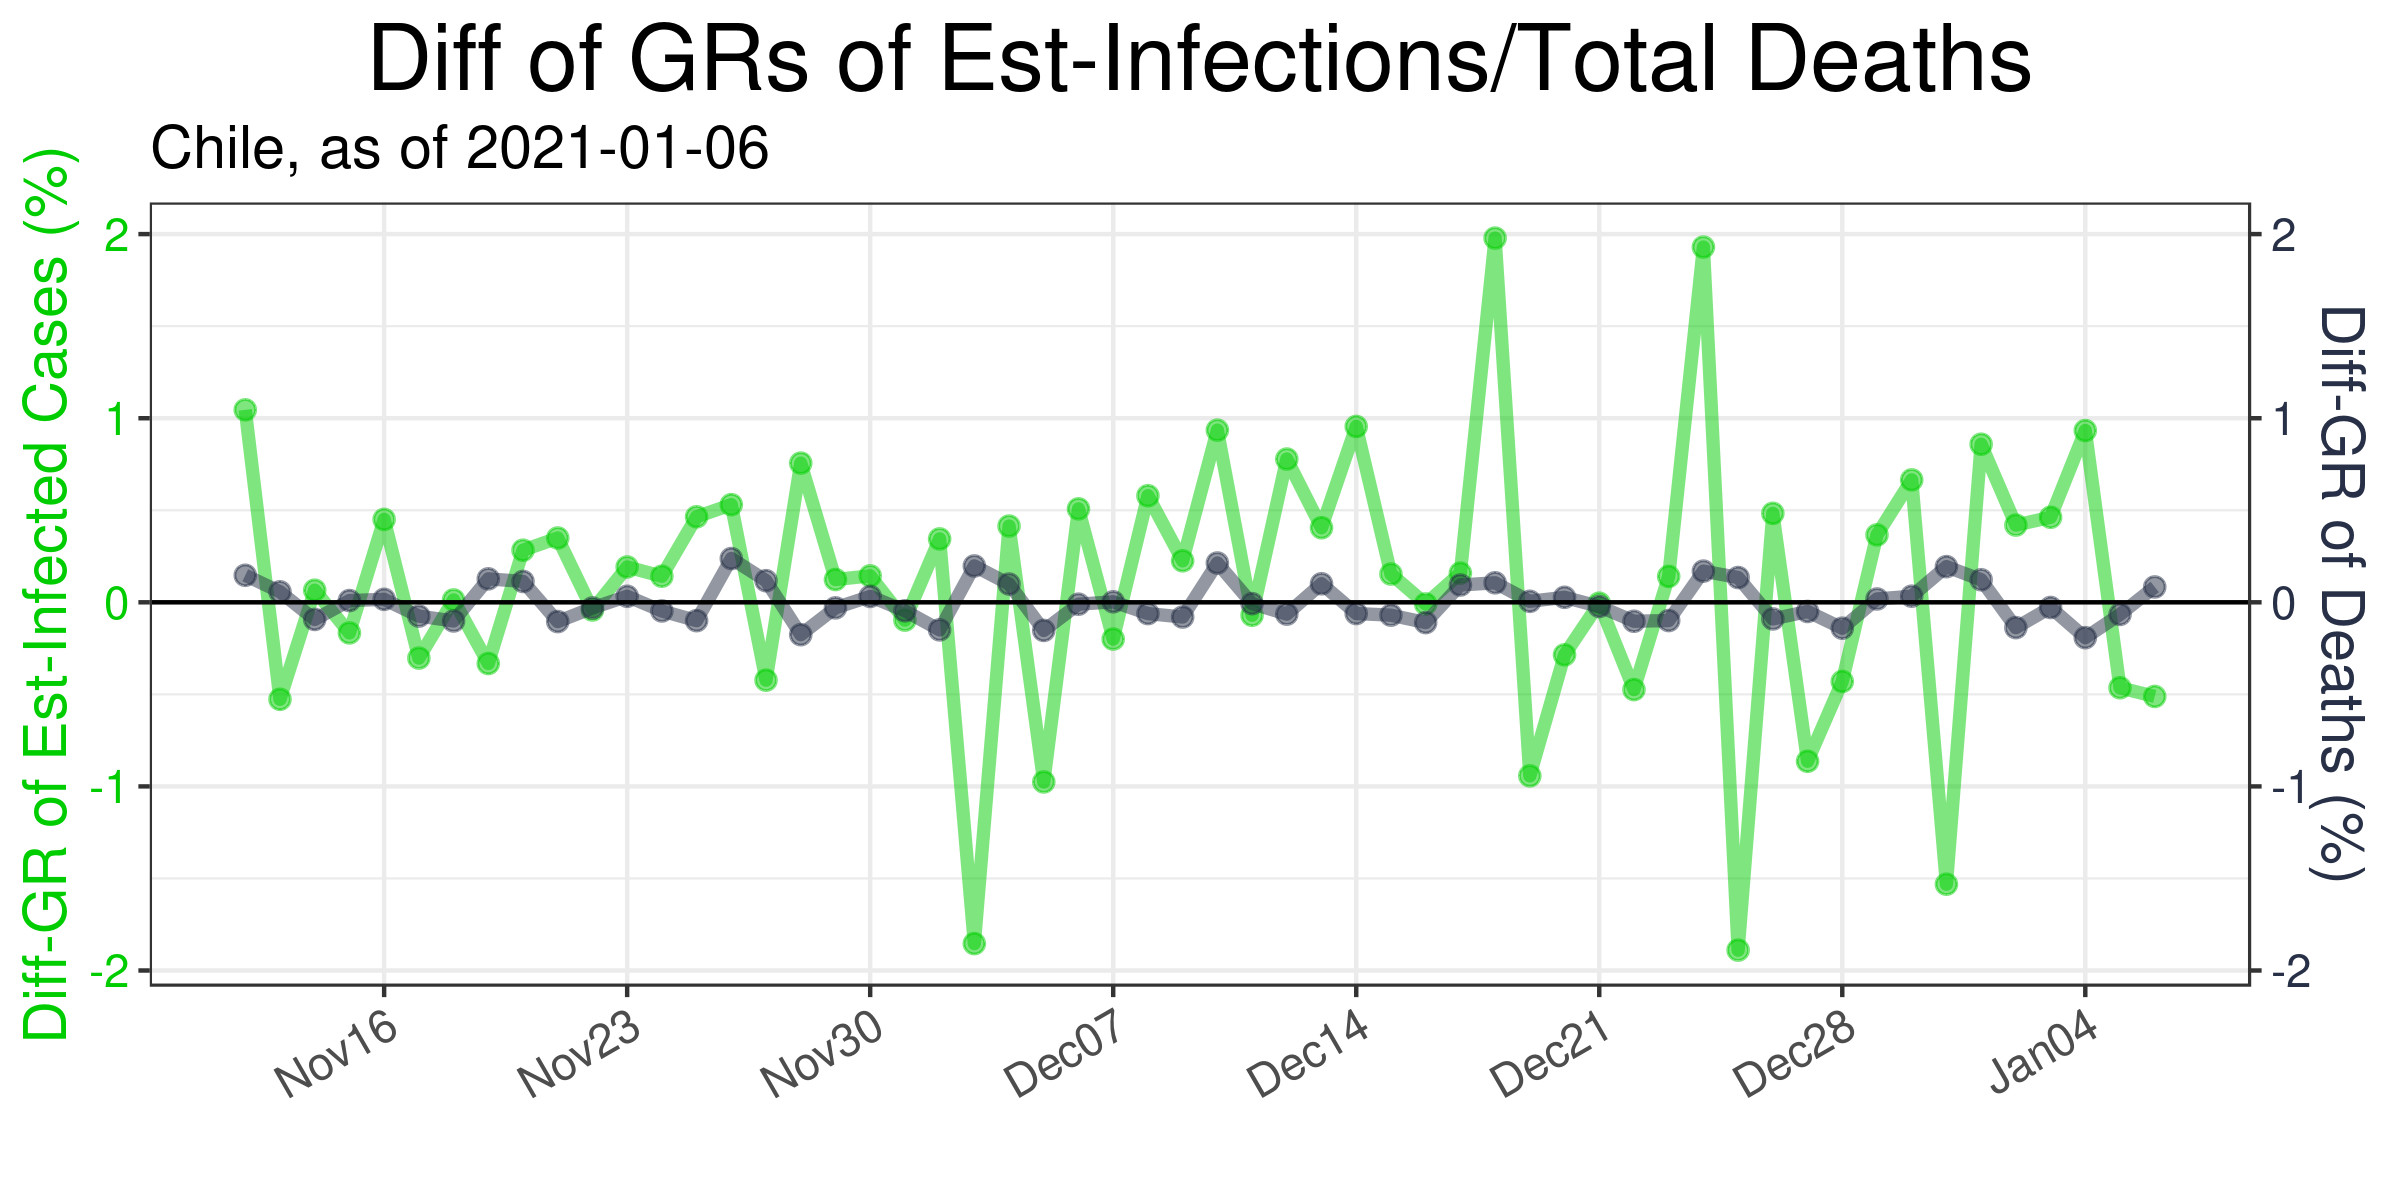 Diff of GRs of Est-Infections/Total Deaths
Chile, as of 2021-01-06
Diff-GR of Est-Infected Cases (%)
2
1
0
-1
-2
2
1
0
-1
-2
Diff-GR of Deaths (%)
Nov16
Nov23
Nov30
Dec07
Dec14
Dec21
Dec28
Jan04